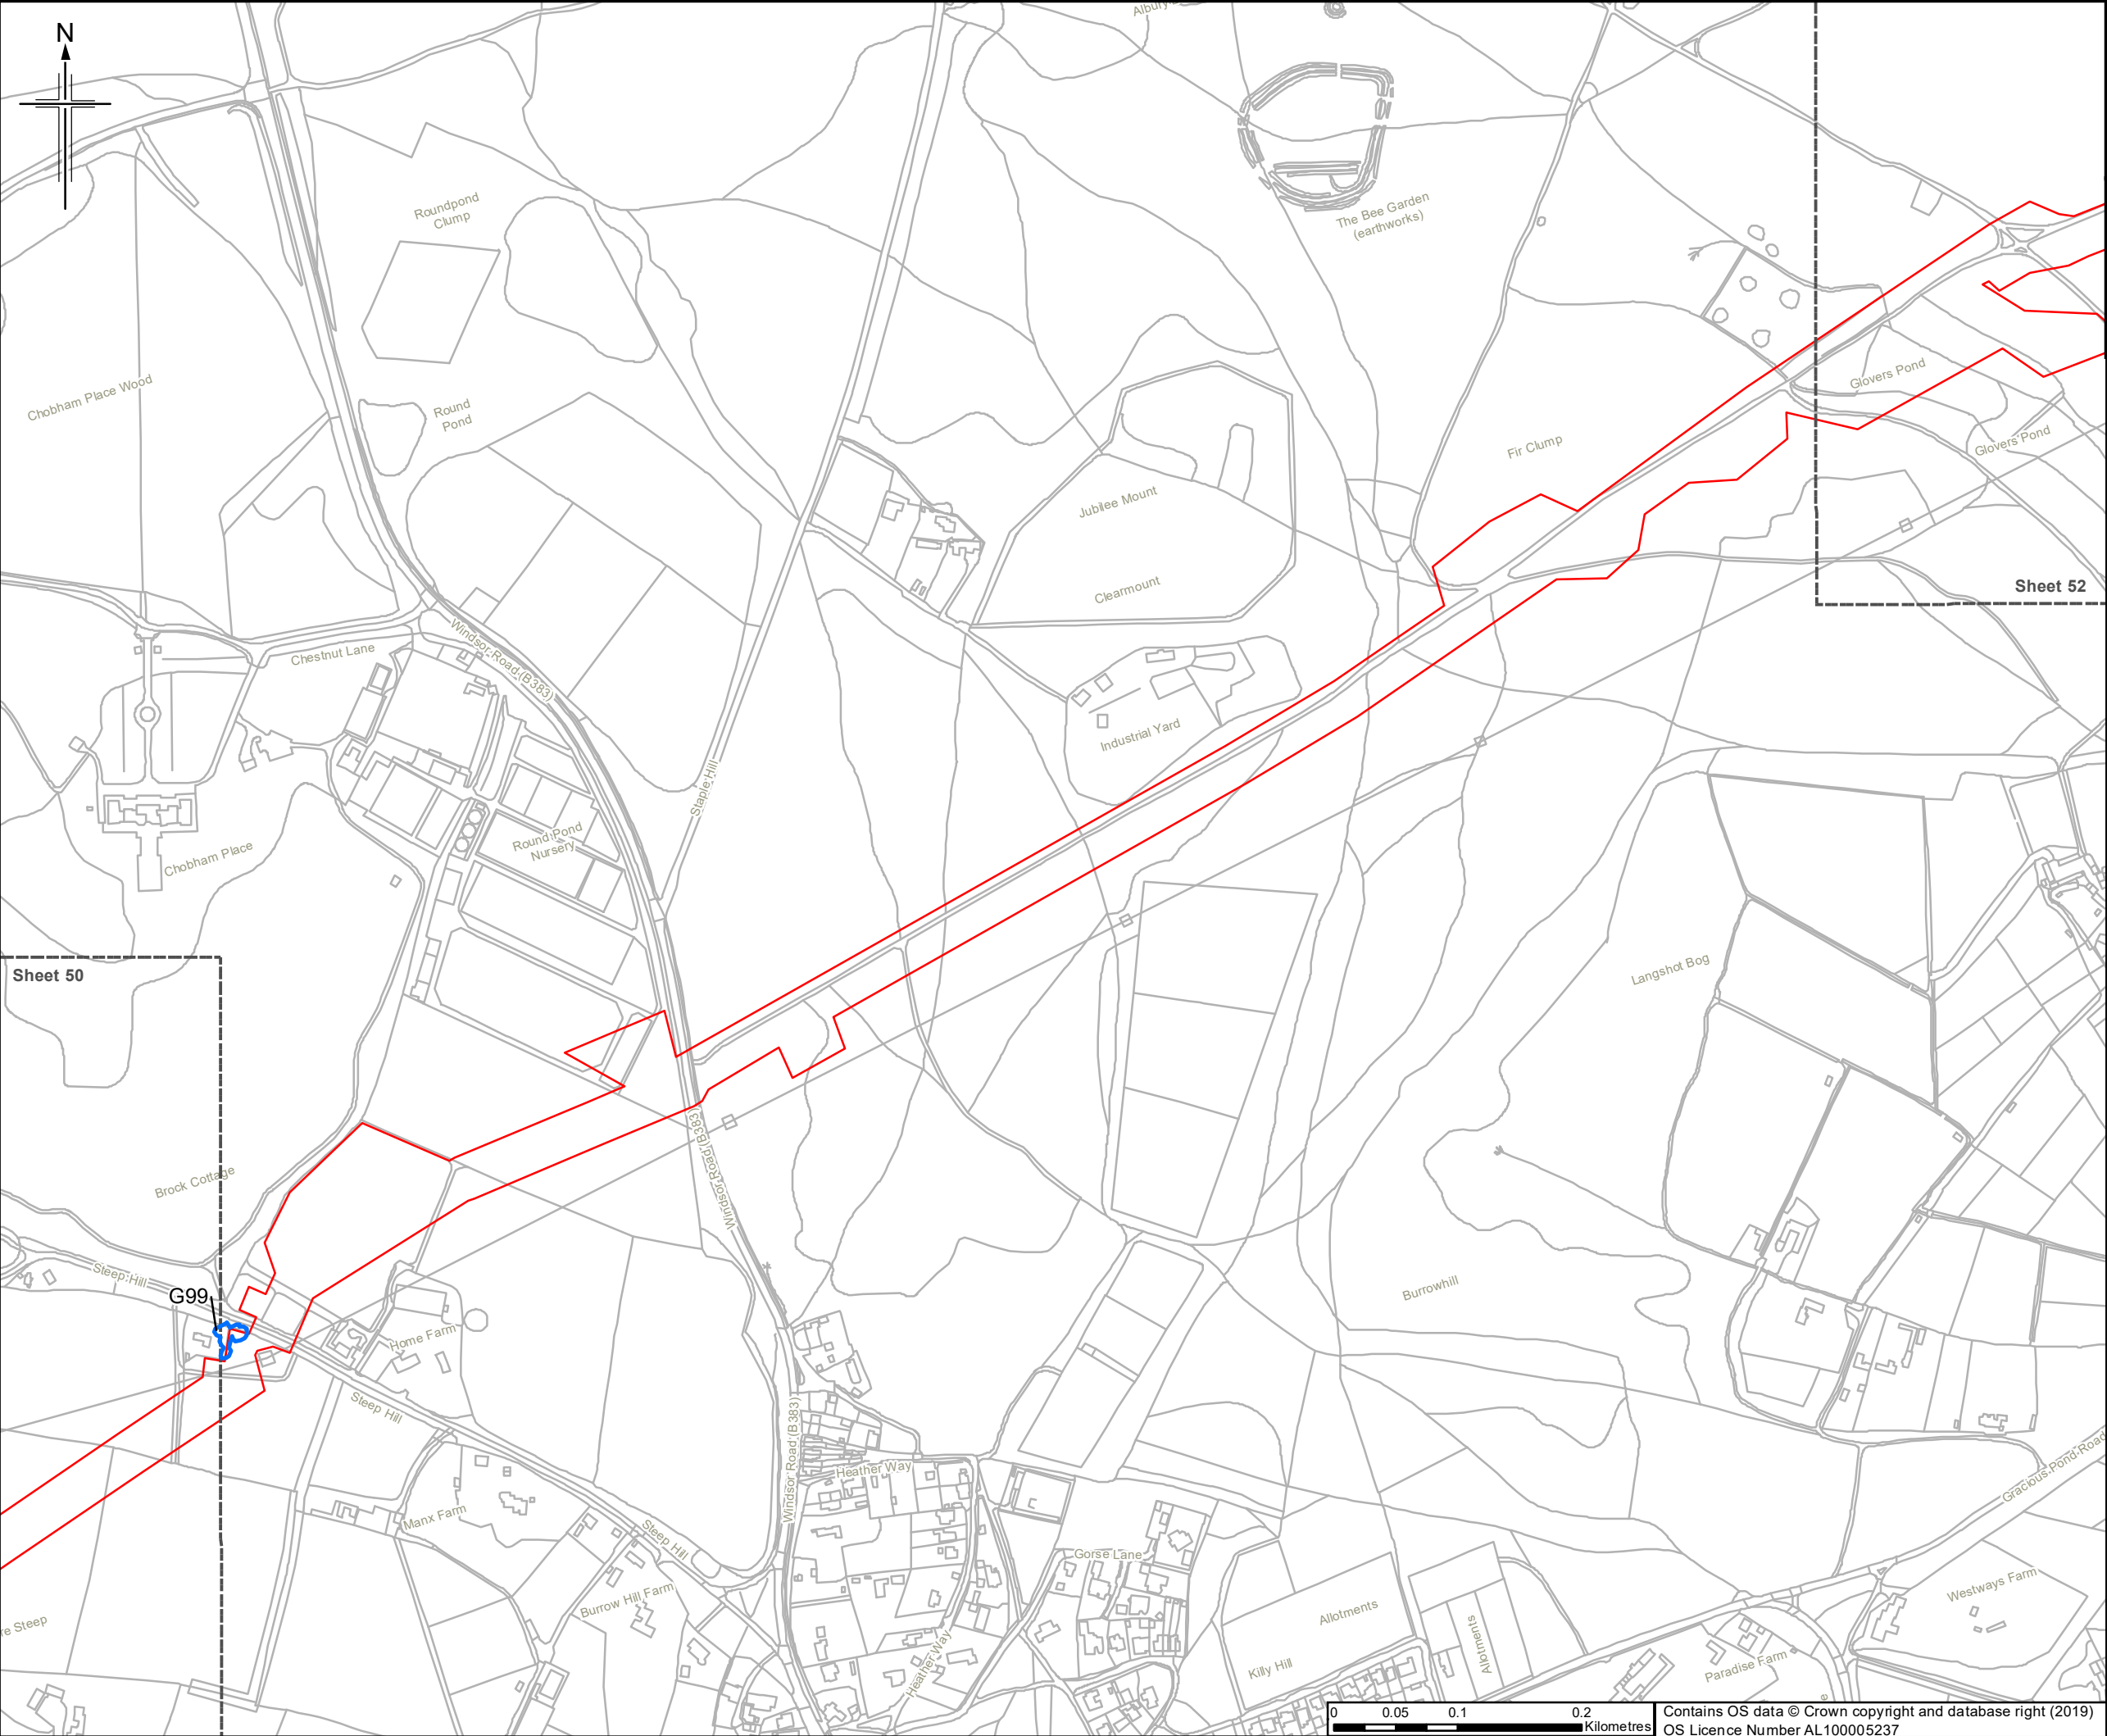 N
Albury
Roundpond
Clump
The Bee Garden
(earthworks)
Chobham Place Wood
Round
Pond
Glovers Pond
Fir Clump
Glovers Pond
Jubilee Mount
Clearmount
Sheet 52
Chestnut Lane
Windsor Road (B383)
Industrial Yard
Staple Hill
Round Pond
Nursery
Chobham Place
Sheet 50
Langshot Bog
Windsor Road (B383)
Brock Cottage
Steep Hill
G99
Burrowhill
Home Farm
Steep Hill
Windsor Road (B383)
Heather Way
Gracious Pond Road
Manx Farm
Steep Hill
Gorse Lane
Westways Farm
Burrow Hill Farm
Allotments
Allotments
re Steep
Heather Way
Killy Hill
Paradise Farm
0 0.05 0.1 0.2
Kilometres
Contains OS data © Crown copyright and database right (2019)
OS Licence Number AL100005237